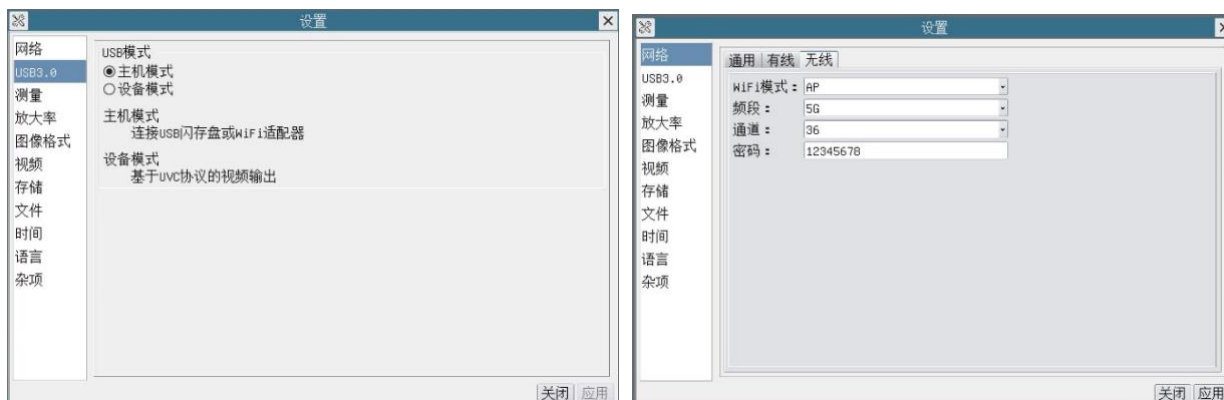 设置
网络
USB3.0
测量
放大率
图像格式
视频
存储
文件
时间
语言
杂项
USB模式
主机模式
设备模式
主机模式
连接USB闪存盘或WiFi适配器
设备模式
基于UVC协议的视频输出
关闭 应用
设置
网络
USB3.0
测量
放大率
图像格式
视频
存储
文件
时间
语言
杂项
通用 有线 无线
WiFi模式： AP
频段： 5G
通道： 36
密码： 12345678
关闭 应用